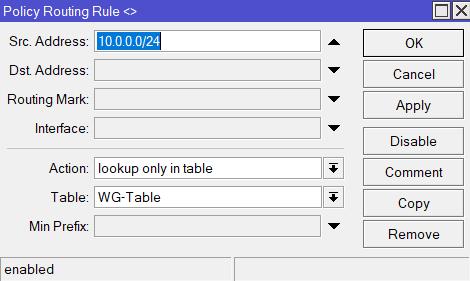 Policy Routing Rule <>
Src. Address: 10.0.0.0/24
Dst. Address:
Routing Mark:
Interface:
Action: lookup only in table
Table: WG-Table
Min Prefix:
OK
Cancel
Apply
Disable
Comment
Copy
Remove
enabled